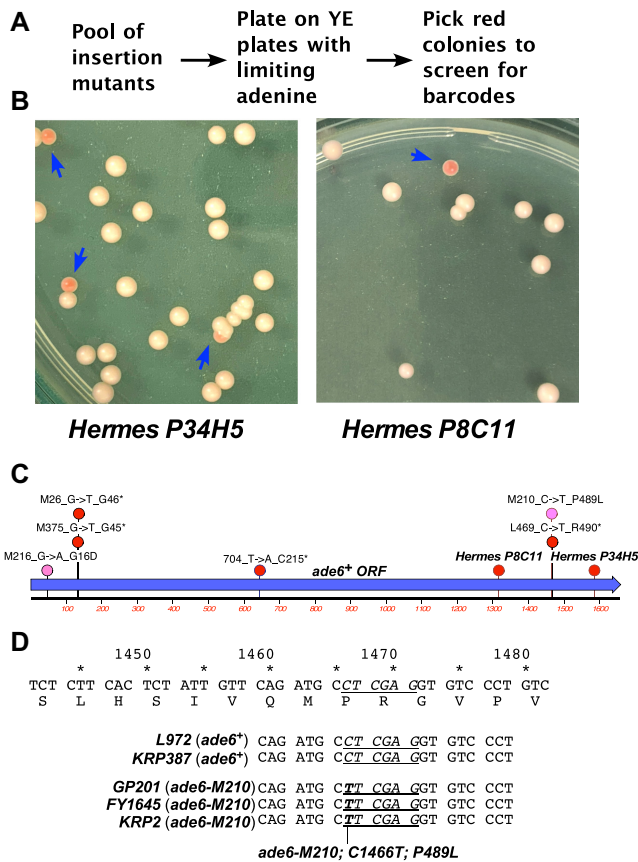 A
Pool of insertion mutants
Plate on YE plates with limiting adenine
Pick red colonies to screen for barcodes
B
Hermes P34H5
Hermes P8C11
C
M26_G->T_G46*
M210_C->T_P489L
M375_G->T_G45*
L469_C->T_R490*
M216_G->A_G16D
704_T->A_C215*
ade6+ ORF
Hermes P8C11
Hermes P34H5
100 200 300 400 500 600 700 800 900 1000 1100 1200 1300 1400 1500 1600
D
1450 1460 1470 1480
* * * * * * * *
TCT CTT CAC TCT ATT GTT CAG ATG CCT CGA GGT GTC CCT GTC
S L H S I V Q M P R G V P V
L972 (ade6+) CAG ATG CCT CGA GGT GTC CCT
KRP387 (ade6+) CAG ATG CCT CGA GGT GTC CCT
GP201 (ade6-M210) CAG ATG CTT CGA GGT GTC CCT
FY1645 (ade6-M210) CAG ATG CTT CGA GGT GTC CCT
KRP2 (ade6-M210) CAG ATG CTT CGA GGT GTC CCT
ade6-M210; C1466T; P489L